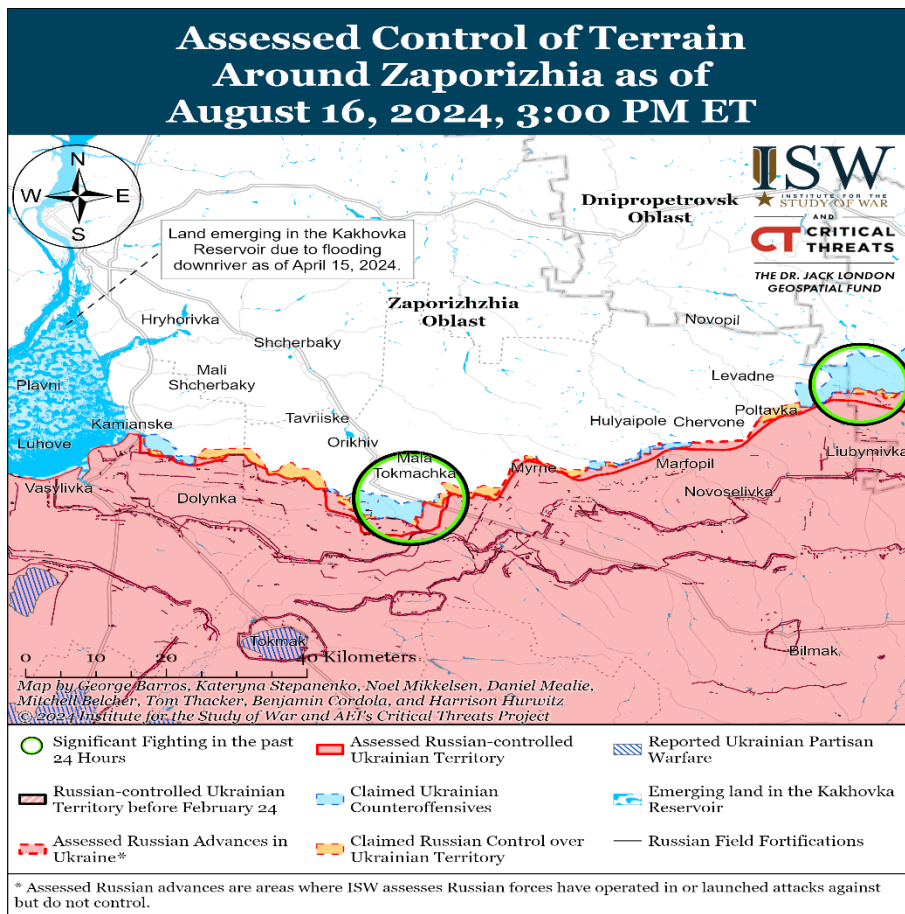 Assessed Control of Terrain
Around Zaporizhia as of
August 16, 2024, 3:00 PM ET
N
W
E
S
ISW
INSTITUTE FOR THE
STUDY OF WAR
AND
CT CRITICAL
THREATS
THE DR. JACK LONDON
GEOSPATIAL FUND
Dnipropetrovsk
Oblast
Land emerging in the Kakhovka
Reservoir due to flooding
downriver as of April 15, 2024.
Zaporizhzhia
Oblast
Hryhorivka
Novopil
Shcherbaky
Mali
Shcherbaky
Levadne
Plavni
Tavriiske
Poltavka
Kamianske
Hulyaipole
Chervone
Luhove
Orikhiv
Liubymivka
Mala
Tokmachka
Myrne
Marfopil
Vasylivka
Dolynka
Novoselivka
Tokmak
Bilmak
0 10 20 40 Kilometers
Map by George Barros, Kateryna Stepanenko, Noel Mikkelsen, Daniel Mealie,
Mitchell Belcher, Tom Thacker, Benjamin Cordola, and Harrison Hurwitz
© 2024 Institute for the Study of War and AEI's Critical Threats Project
Significant Fighting in the past
24 Hours
Assessed Russian-controlled
Ukrainian Territory
Reported Ukrainian Partisan
Warfare
Russian-controlled Ukrainian
Territory before February 24
Claimed Ukrainian
Counteroffensives
Emerging land in the Kakhovka
Reservoir
Assessed Russian Advances in
Ukraine*
Claimed Russian Control over
Ukrainian Territory
Russian Field Fortifications
* Assessed Russian advances are areas where ISW assesses Russian forces have operated in or launched attacks against
but do not control.